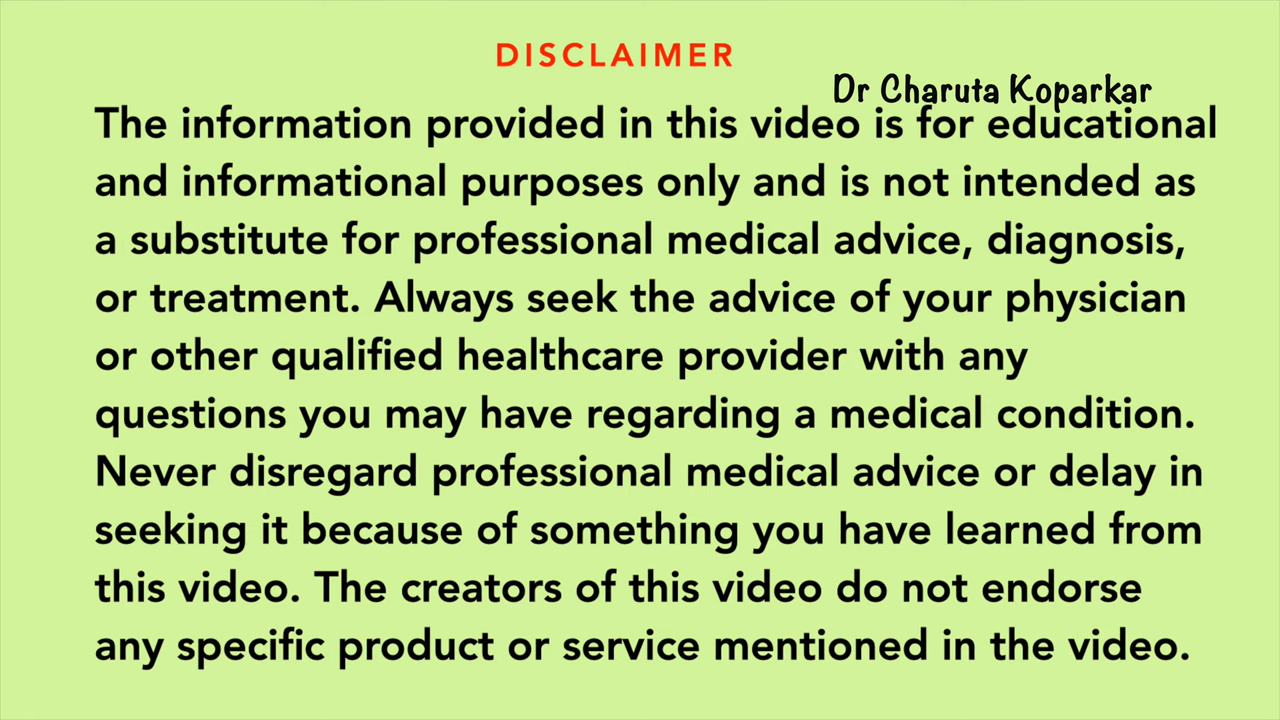 DISCLAIMER
Dr Charuta Koparkar
The information provided in this video is for educational
and informational purposes only and is not intended as
a substitute for professional medical advice, diagnosis,
or treatment. Always seek the advice of your physician
or other qualified healthcare provider with any
questions you may have regarding a medical condition.
Never disregard professional medical advice or delay in
seeking it because of something you have learned from
this video. The creators of this video do not endorse
any specific product or service mentioned in the video.